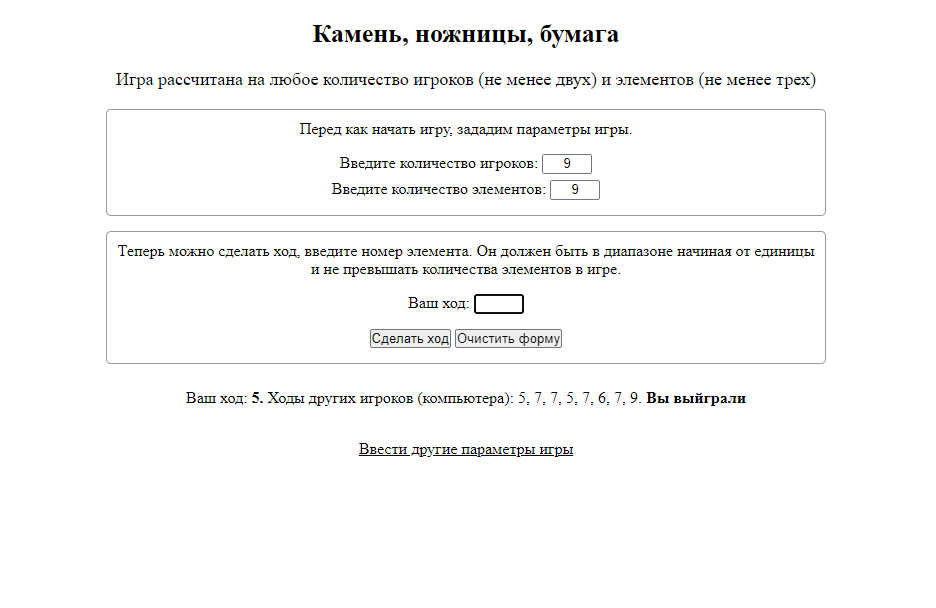 Камень, ножницы, бумага
Игра рассчитана на любое количество игроков (не менее двух) и элементов (не менее трех)
Перед как начать игру, зададим параметры игры.
Введите количество игроков: 9
Введите количество элементов: 9
Теперь можно сделать ход, введите номер элемента. Он должен быть в диапазоне начиная от единицы
и не превышать количества элементов в игре.
Ваш ход:
Сделать ход Очистить форму
Ваш ход: 5. Ходы других игроков (компьютера): 5, 7, 7, 5, 7, 6, 7, 9. Вы выйграли
Ввести другие параметры игры